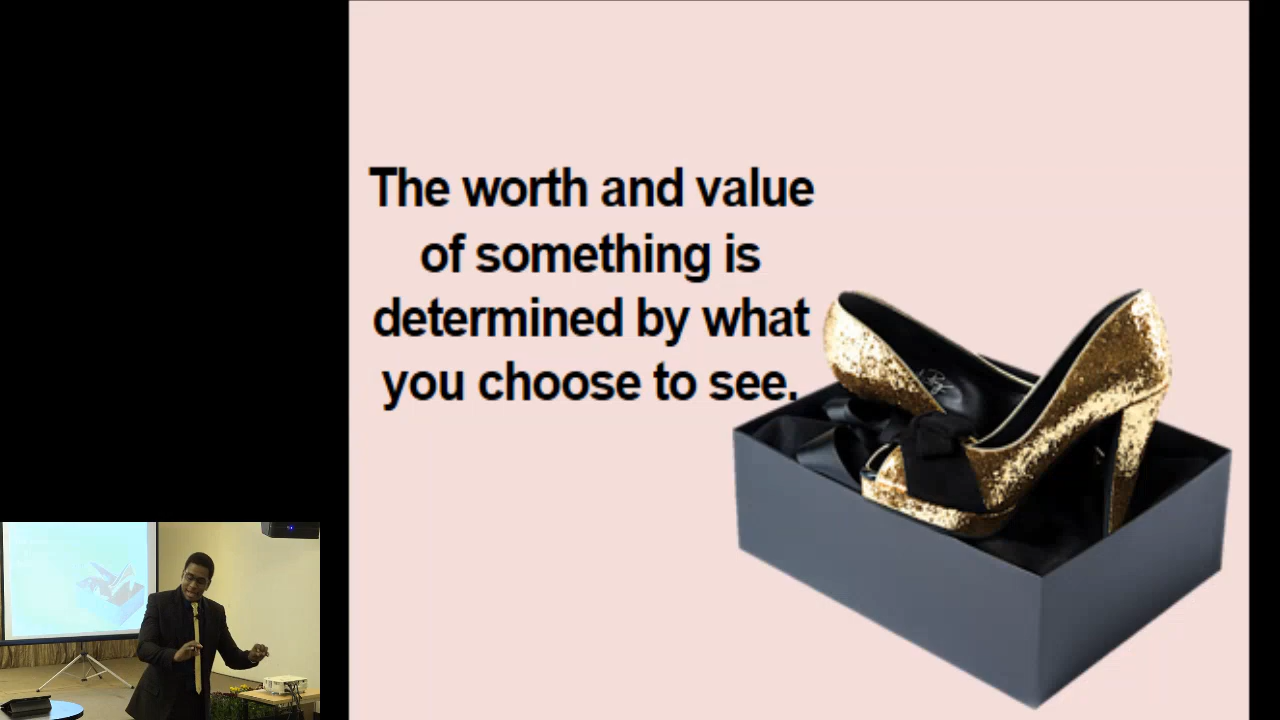 The worth and value
of something is
determined by what
you choose to see.